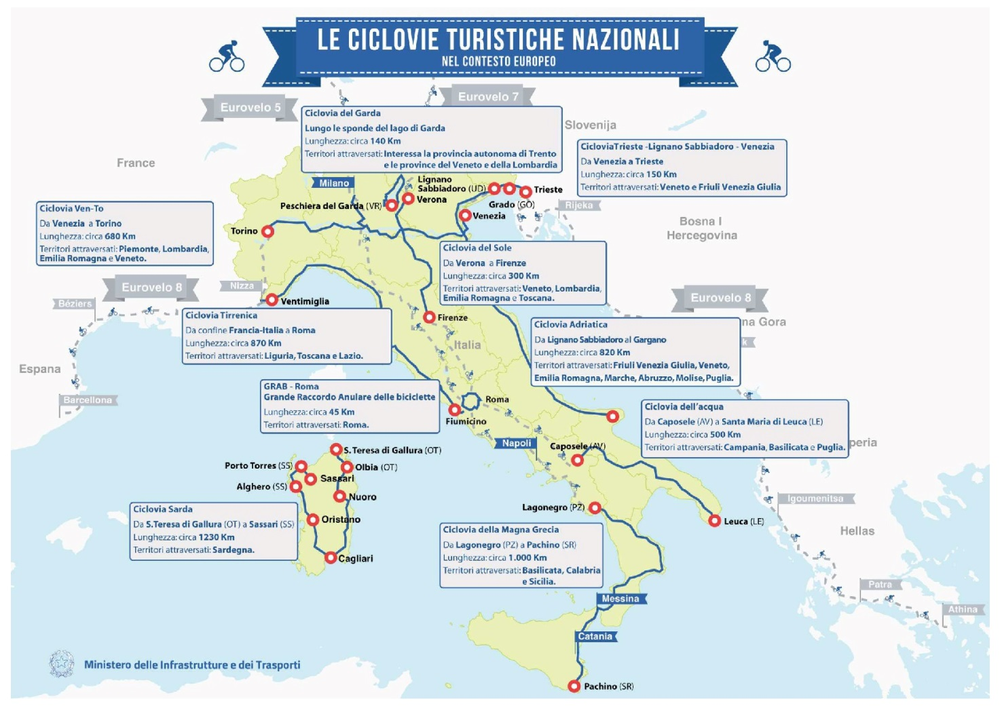 LE CICLOVIE TURISTICHE NAZIONALI
NEL CONTESTO EUROPEO
Eurovelo 5
Eurovelo 7
Ciclovia del Garda
Lungo le sponde del lago di Garda
Lunghezza: circa 140 Km
Territori attraversati: Interessa la provincia autonoma di Trento
e le province del Veneto e della Lombardia
Slovenija
CicloviaTrieste -Lignano Sabbiadoro - Venezia
Da Venezia a Trieste
Lunghezza: circa 150 Km
Territori attraversati: Veneto e Friuli Venezia Giulia
France
Milano
Lignano
Sabbiadoro (UD)
Trieste
Peschiera del Garda (VR)
Verona
Grado (GO)
Rijeka
Venezia
Bosna I
Hercegovina
Ciclovia Ven-To
Da Venezia a Torino
Lunghezza: circa 680 Km
Territori attraversati: Piemonte, Lombardia,
Emilia Romagna e Veneto.
Torino
Ciclovia del Sole
Da Verona a Firenze
Lunghezza: circa 300 Km
Territori attraversati: Veneto, Lombardia,
Emilia Romagna e Toscana.
Eurovelo 8
Nizza
Béziers
Ventimiglia
Eurovelo 8
Ciclovia Tirrenica
Da confine Francia-Italia a Roma
Lunghezza: circa 870 Km
Territori attraversati: Liguria, Toscana e Lazio.
Firenze
Italia
Ciclovia Adriatica
Da Lignano Sabbiadoro al Gargano
Lunghezza: circa 820 Km
Territori attraversati: Friuli Venezia Giulia, Veneto,
Emilia Romagna, Marche, Abruzzo, Molise, Puglia.
na Gora
k
Espana
Barcellona
GRAB - Roma
Grande Raccordo Anulare delle biciclette
Lunghezza: circa 45 Km
Territori attraversati: Roma.
Roma
Fiumicino
Ciclovia dell'acqua
Da Caposele (AV) a Santa Maria di Leuca (LE)
Lunghezza: circa 500 Km
Territori attraversati: Campania, Basilicata e Puglia.
peria
Napoli
Caposele (AV)
S. Teresa di Gallura (OT)
Porto Torres (SS)
Olbia (OT)
Sassari
Alghero (SS)
Nuoro
Oristano
Cagliari
Ciclovia Sarda
Da S.Teresa di Gallura (OT) a Sassari (SS)
Lunghezza: circa 1230 Km
Territori attraversati: Sardegna.
Lagonegro (PZ)
Leuca (LE)
Igoumenitsa
Hellas
Ciclovia della Magna Grecia
Da Lagonegro (PZ) a Pachino (SR)
Lunghezza: circa 1.000 Km
Territori attraversati: Basilicata, Calabria
e Sicilia.
Messina
Patra
Athina
Catania
Pachino (SR)
Ministero delle Infrastrutture e dei Trasporti